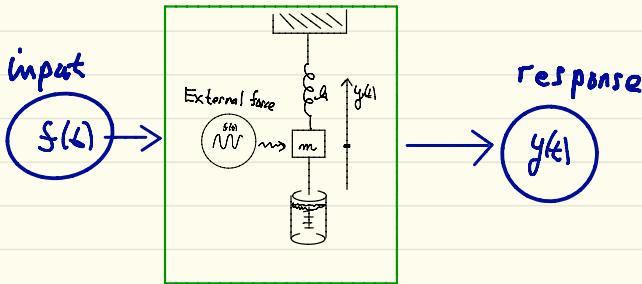 input
f(t)
External force
f(t)
k
y(t)
m
response
y(t)